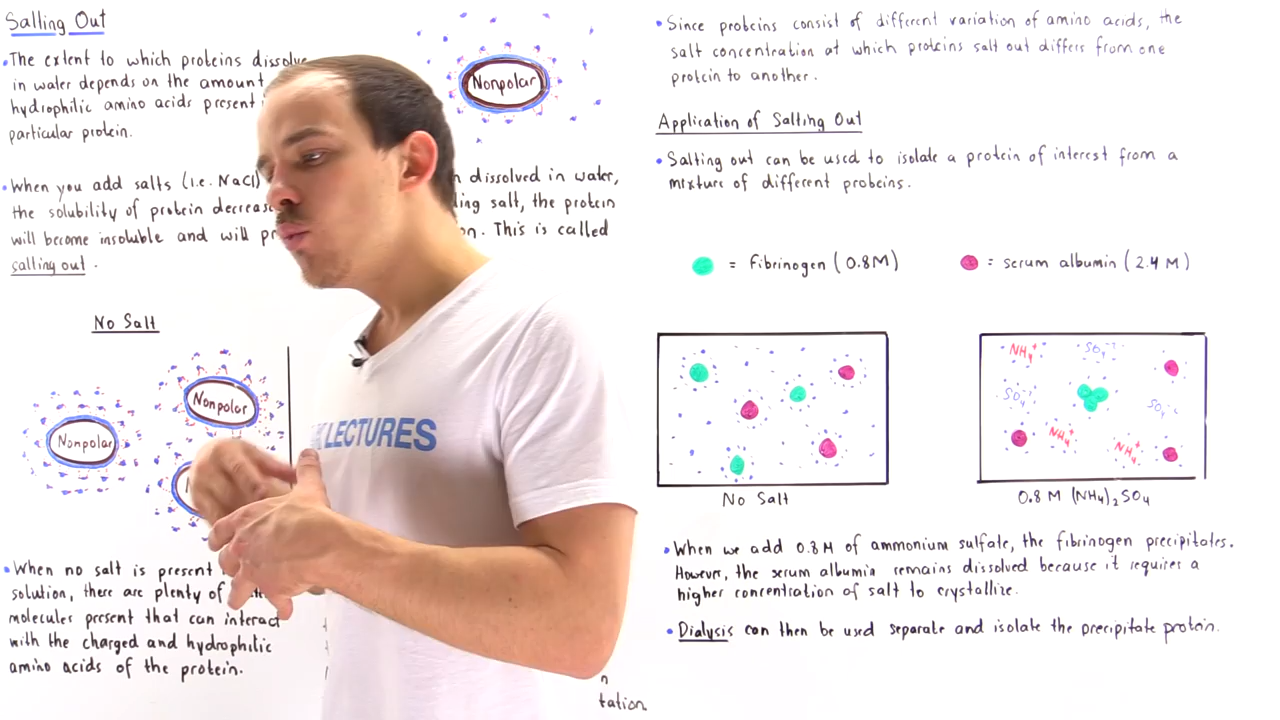 Salting Out
• The extent to which proteins dissolve
in water depends on the amount
hydrophilic amino acids present
particular protein.
• When you add salts (i.e. NaCl) dissolved in water,
the solubility of protein salt, the protein
will become insoluble and will This is called
salting out.
Nonpolar
No Salt
Nonpolar
Nonpolar
• When no salt is present
solution, there are plenty of
molecules present that can interact
with the charged and hydrophilic
amino acids of the protein.
LECTURES
• Since proteins consist of different variation of amino acids, the
salt concentration at which proteins salt out differs from one
protein to another.
Application of Salting Out
• Salting out can be used to isolate a protein of interest from a
mixture of different proteins.
= fibrinogen (0.8M)
= serum albumin (2.4 M)
No Salt
NH4+ SO4--
SO4-- SO4--
NH4+ NH4+
0.8 M (NH4)2SO4
• When we add 0.8 M of ammonium sulfate, the fibrinogen precipitates.
However, the serum albumin remains dissolved because it requires a
higher concentration of salt to crystallize.
• Dialysis can then be used separate and isolate the precipitate protein.